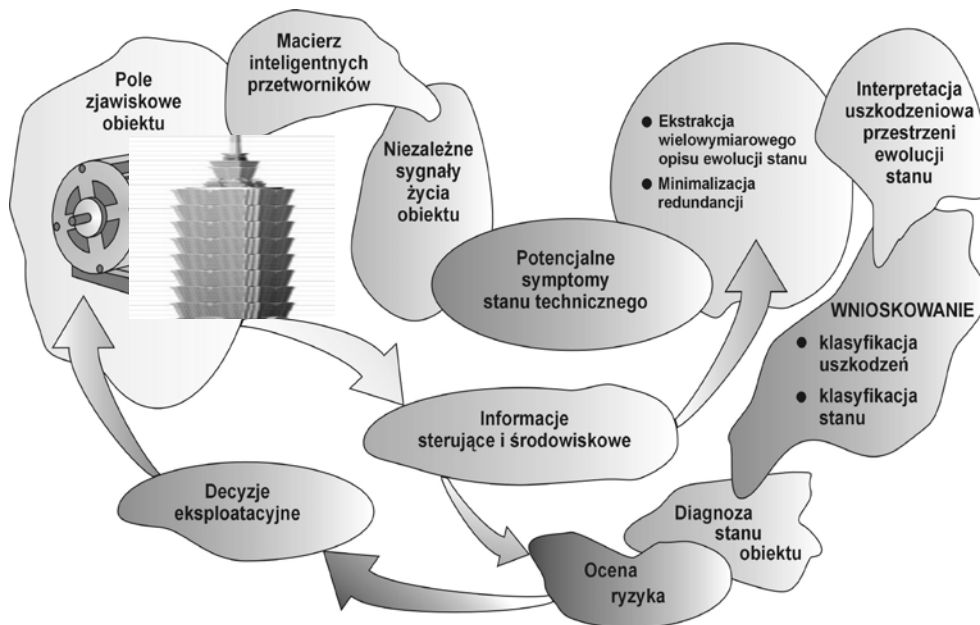 Pole
zjawiskowe
obiektu
Macierz
inteligentnych
przetworników
Niezależne
sygnały
życia
obiektu
Potencjalne
symptomy
stanu technicznego
● Ekstrakcja
wielowymiarowego
opisu ewolucji stanu
● Minimalizacja
redundancji
Interpretacja
uszkodzeniowa
przestrzeni
ewolucji
stanu
WNIOSKOWANIE
● klasyfikacja
uszkodzeń
● klasyfikacja
stanu
Informacje
sterujące i środowiskowe
Decyzje
eksploatacyjne
Diagnoza
stanu
obiektu
Ocena
ryzyka